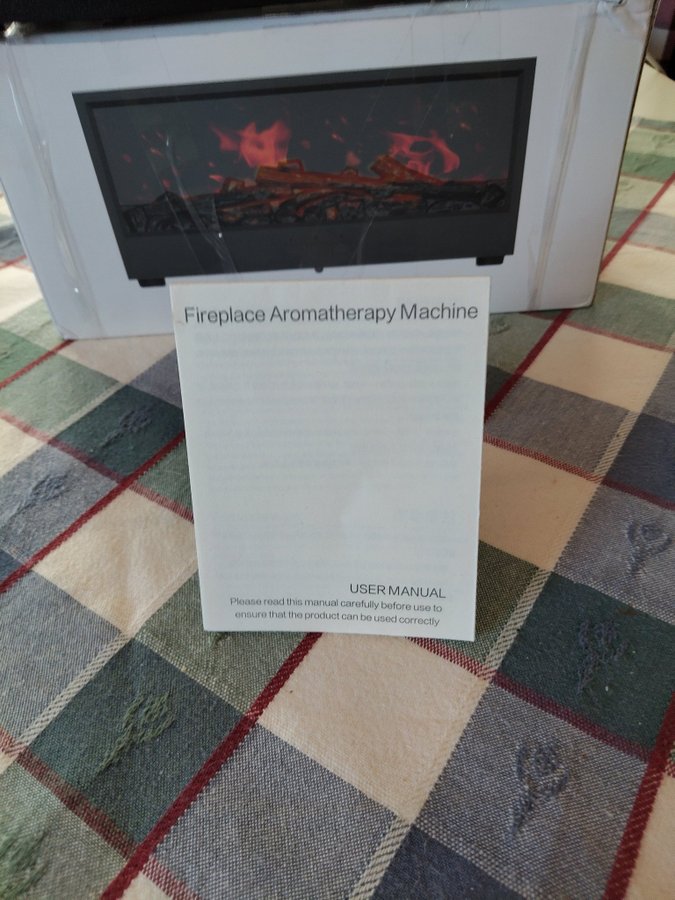 Fireplace Aromatherapy Machine
USER MANUAL
Please read this manual carefully before use to
ensure that the product can be used correctly